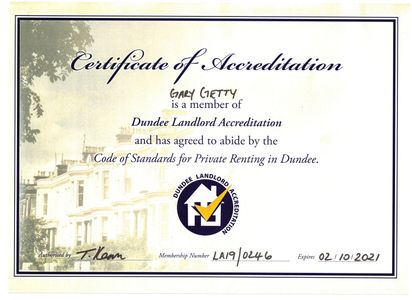 Certificate of Accreditation
GARY GETTY
is a member of
Dundee Landlord Accreditation
and has agreed to abide by the
Code of Standards for Private Renting in Dundee.
DUNDEE LANDLORD ACCREDITATION
Authorised by T. Keam Membership Number LA19/0246 Expires 02/10/2021